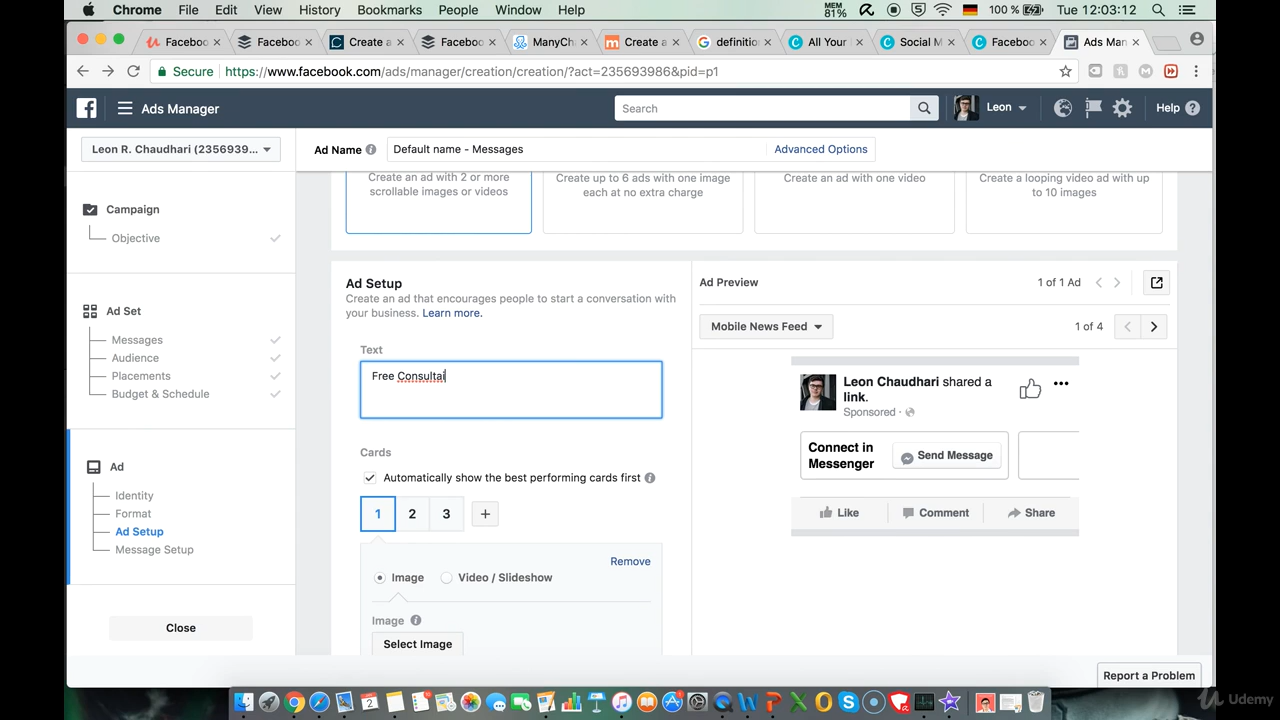 Chrome File Edit View History Bookmarks People Window Help MEM 81% 100 % Tue 12:03:12
Faceboo Faceboo Create a Faceboo ManyCh Create a definitio All Your Social M Faceboo Ads Man
Secure https://www.facebook.com/ads/manager/creation/creation/?act=235693986&pid=p1
Ads Manager Search Leon Help
Leon R. Chaudhari (2356939... Ad Name Default name - Messages Advanced Options
Create an ad with 2 or more
scrollable images or videos
Create up to 6 ads with one image
each at no extra charge
Create an ad with one video
Create a looping video ad with up
to 10 images
Campaign
Objective
Ad Set
Messages
Audience
Placements
Budget & Schedule
Ad
Identity
Format
Ad Setup
Message Setup
Close
Ad Setup
Create an ad that encourages people to start a conversation with
your business. Learn more.
Text
Free Consultai
Cards
Automatically show the best performing cards first
1 2 3 +
Remove
Image Video / Slideshow
Image
Select Image
Ad Preview 1 of 1 Ad
Mobile News Feed 1 of 4
Leon Chaudhari shared a
link.
Sponsored
Connect in
Messenger
Send Message
Like Comment Share
Report a Problem
Udemy